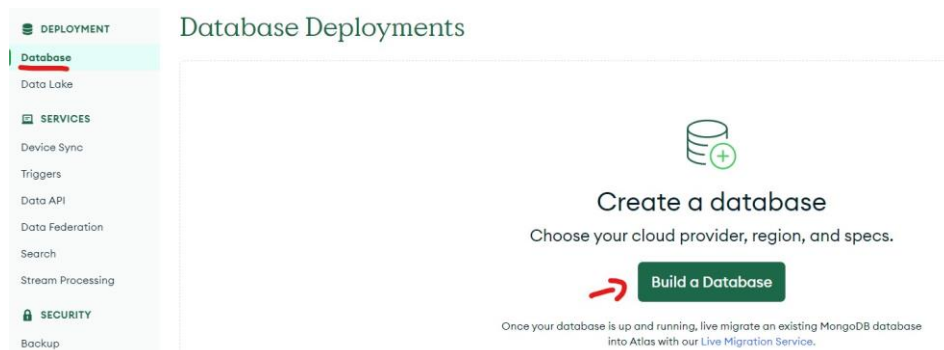 DEPLOYMENT
Database
Data Lake
SERVICES
Device Sync
Triggers
Data API
Data Federation
Search
Stream Processing
SECURITY
Backup
Database Deployments
Create a database
Choose your cloud provider, region, and specs.
Build a Database
Once your database is up and running, live migrate an existing MongoDB database
into Atlas with our Live Migration Service.